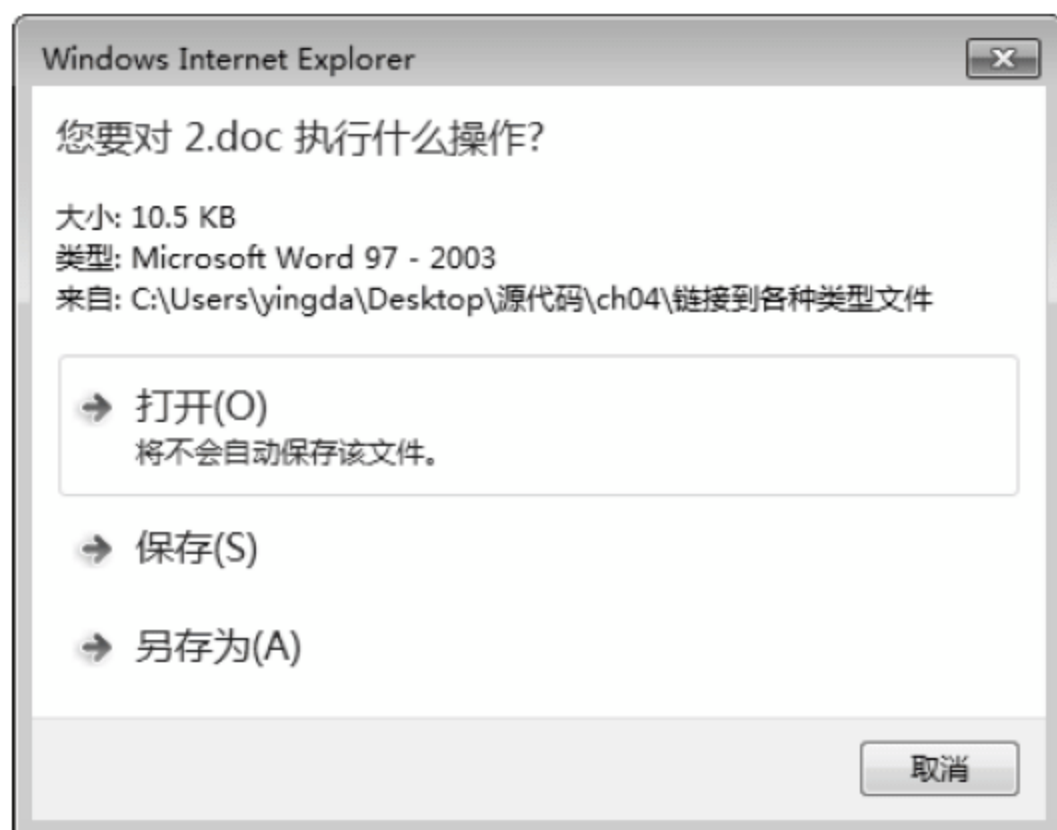 Windows Internet Explorer
您要对 2.doc 执行什么操作?
大小: 10.5 KB
类型: Microsoft Word 97 - 2003
来自: C:\Users\yingda\Desktop\源代码\ch04\链接到各种类型文件
打开(O)
将不会自动保存该文件。
保存(S)
另存为(A)
取消